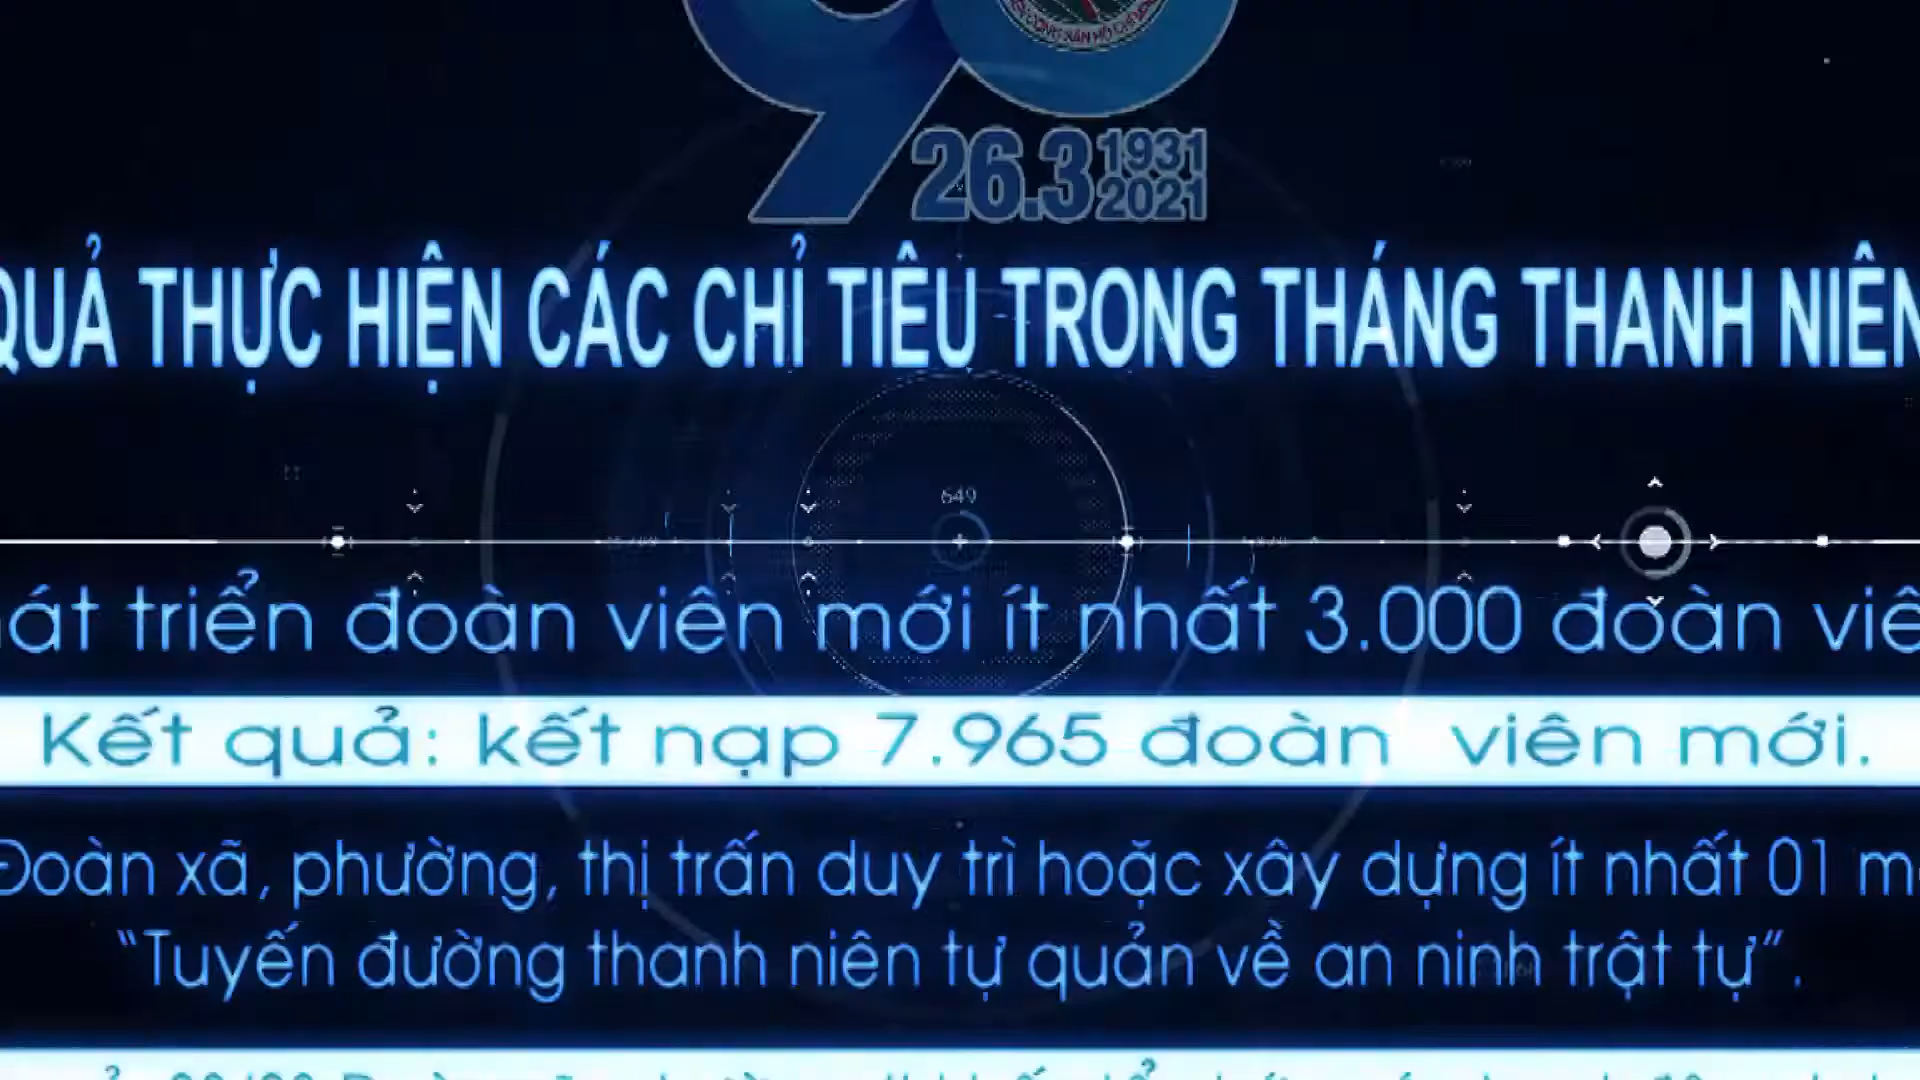 90
26.3 1931
2021
QUẢ THỰC HIỆN CÁC CHỈ TIÊU TRONG THÁNG THANH NIÊN
649
át triển đoàn viên mới ít nhất 3.000 đoàn viê
Kết quả: kết nạp 7.965 đoàn viên mới.
Đoàn xã, phường, thị trấn duy trì hoặc xây dựng ít nhất 01 m
“Tuyến đường thanh niên tự quản về an ninh trật tự”.